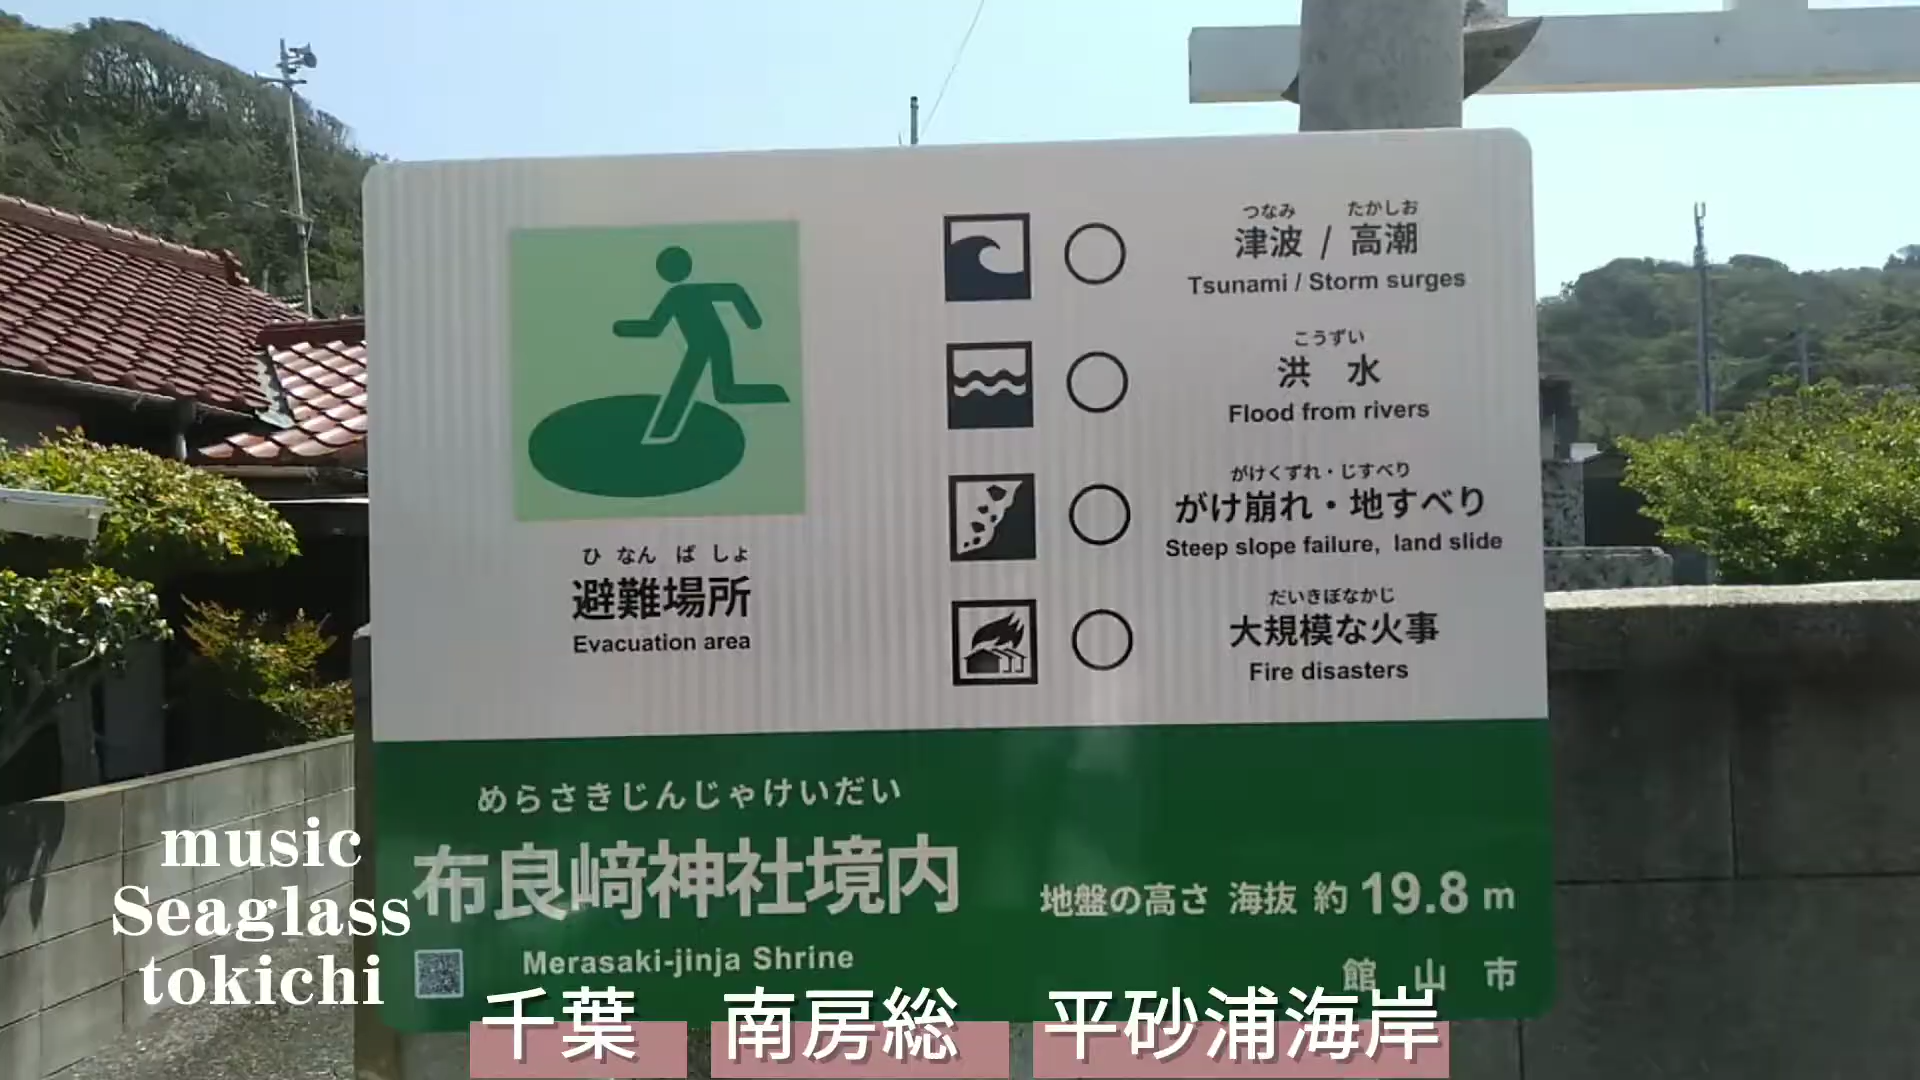 つなみ たかしお
津波 / 高潮
Tsunami / Storm surges
こうずい
洪 水
Flood from rivers
がけくずれ・じすべり
がけ崩れ・地すべり
Steep slope failure, land slide
だいきぼなかじ
大規模な火事
Fire disasters
ひ なん ば しょ
避難場所
Evacuation area
めらさきじんじゃけいだい
布良﨑神社境内
Merasaki-jinja Shrine
地盤の高さ 海抜 約 19.8 m
館 山 市
music
Seaglass
tokichi
千葉 南房総 平砂浦海岸